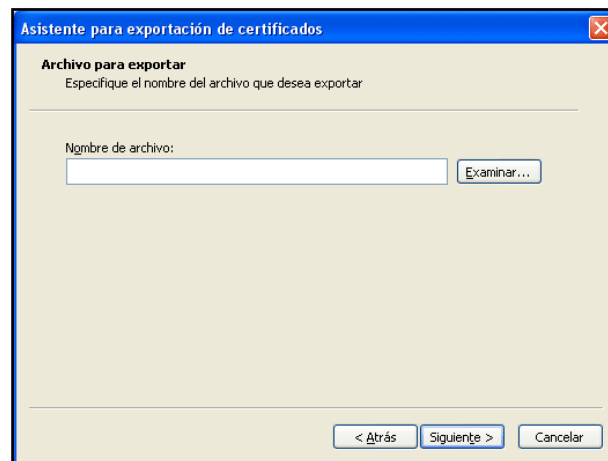 Asistente para exportación de certificados
Archivo para exportar
Especifique el nombre del archivo que desea exportar
Nombre de archivo:
Examinar...
< Atrás Siguiente > Cancelar